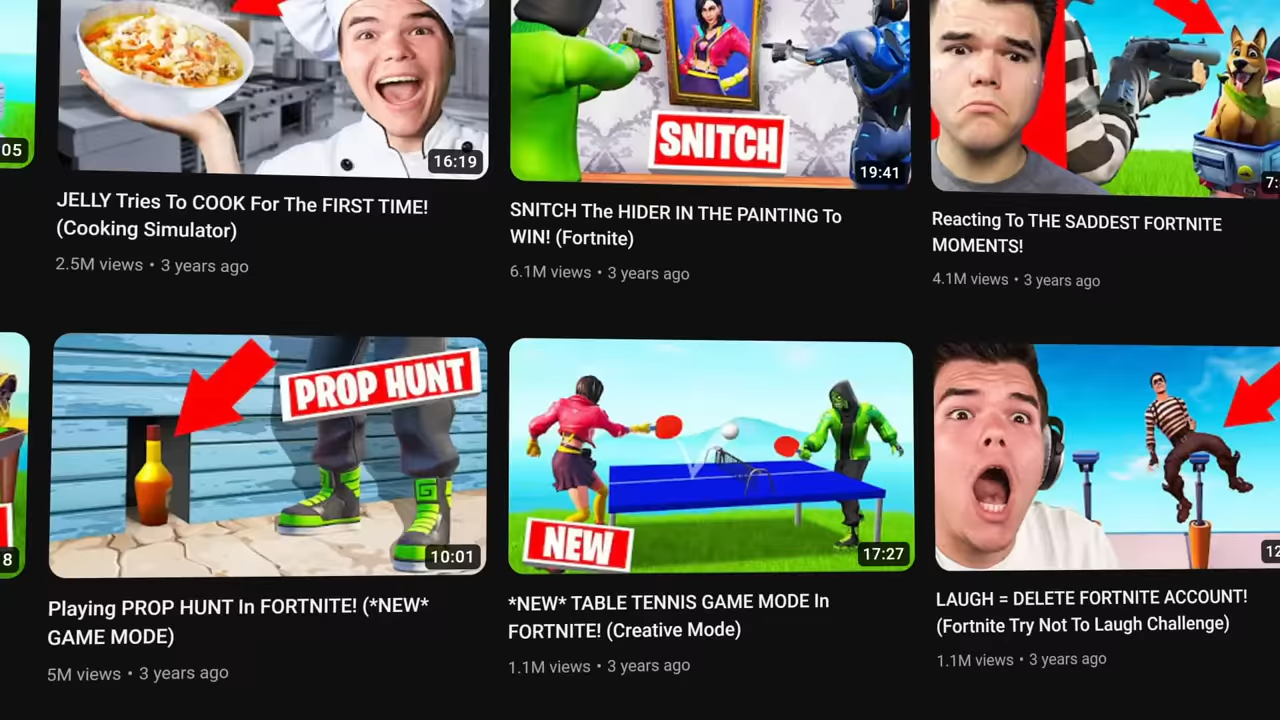 05
16:19
SNITCH
19:41
7:
JELLY Tries To COOK For The FIRST TIME!
(Cooking Simulator)
2.5M views • 3 years ago
SNITCH The HIDER IN THE PAINTING To
WIN! (Fortnite)
6.1M views • 3 years ago
Reacting To THE SADDEST FORTNITE
MOMENTS!
4.1M views • 3 years ago
8
PROP HUNT
10:01
NEW
17:27
12
Playing PROP HUNT In FORTNITE! (*NEW*
GAME MODE)
5M views • 3 years ago
*NEW* TABLE TENNIS GAME MODE In
FORTNITE! (Creative Mode)
1.1M views • 3 years ago
LAUGH = DELETE FORTNITE ACCOUNT!
(Fortnite Try Not To Laugh Challenge)
1.1M views • 3 years ago